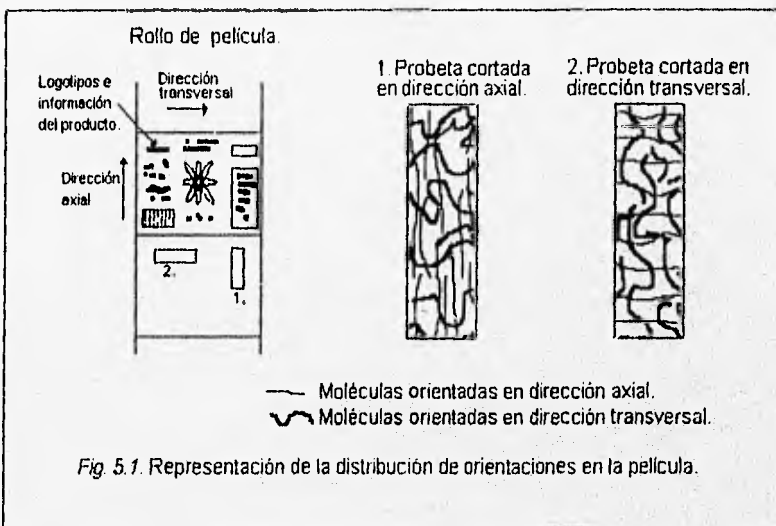 Rollo de película.
Logotipos e
información
del producto.
Dirección
transversal
Dirección
axial
2.
1.
1. Probeta cortada
en dirección axial.
2. Probeta cortada en
dirección transversal.
Moléculas orientadas en dirección axial.
Moléculas orientadas en dirección transversal.
Fig. 5.1. Representación de la distribución de orientaciones en la película.